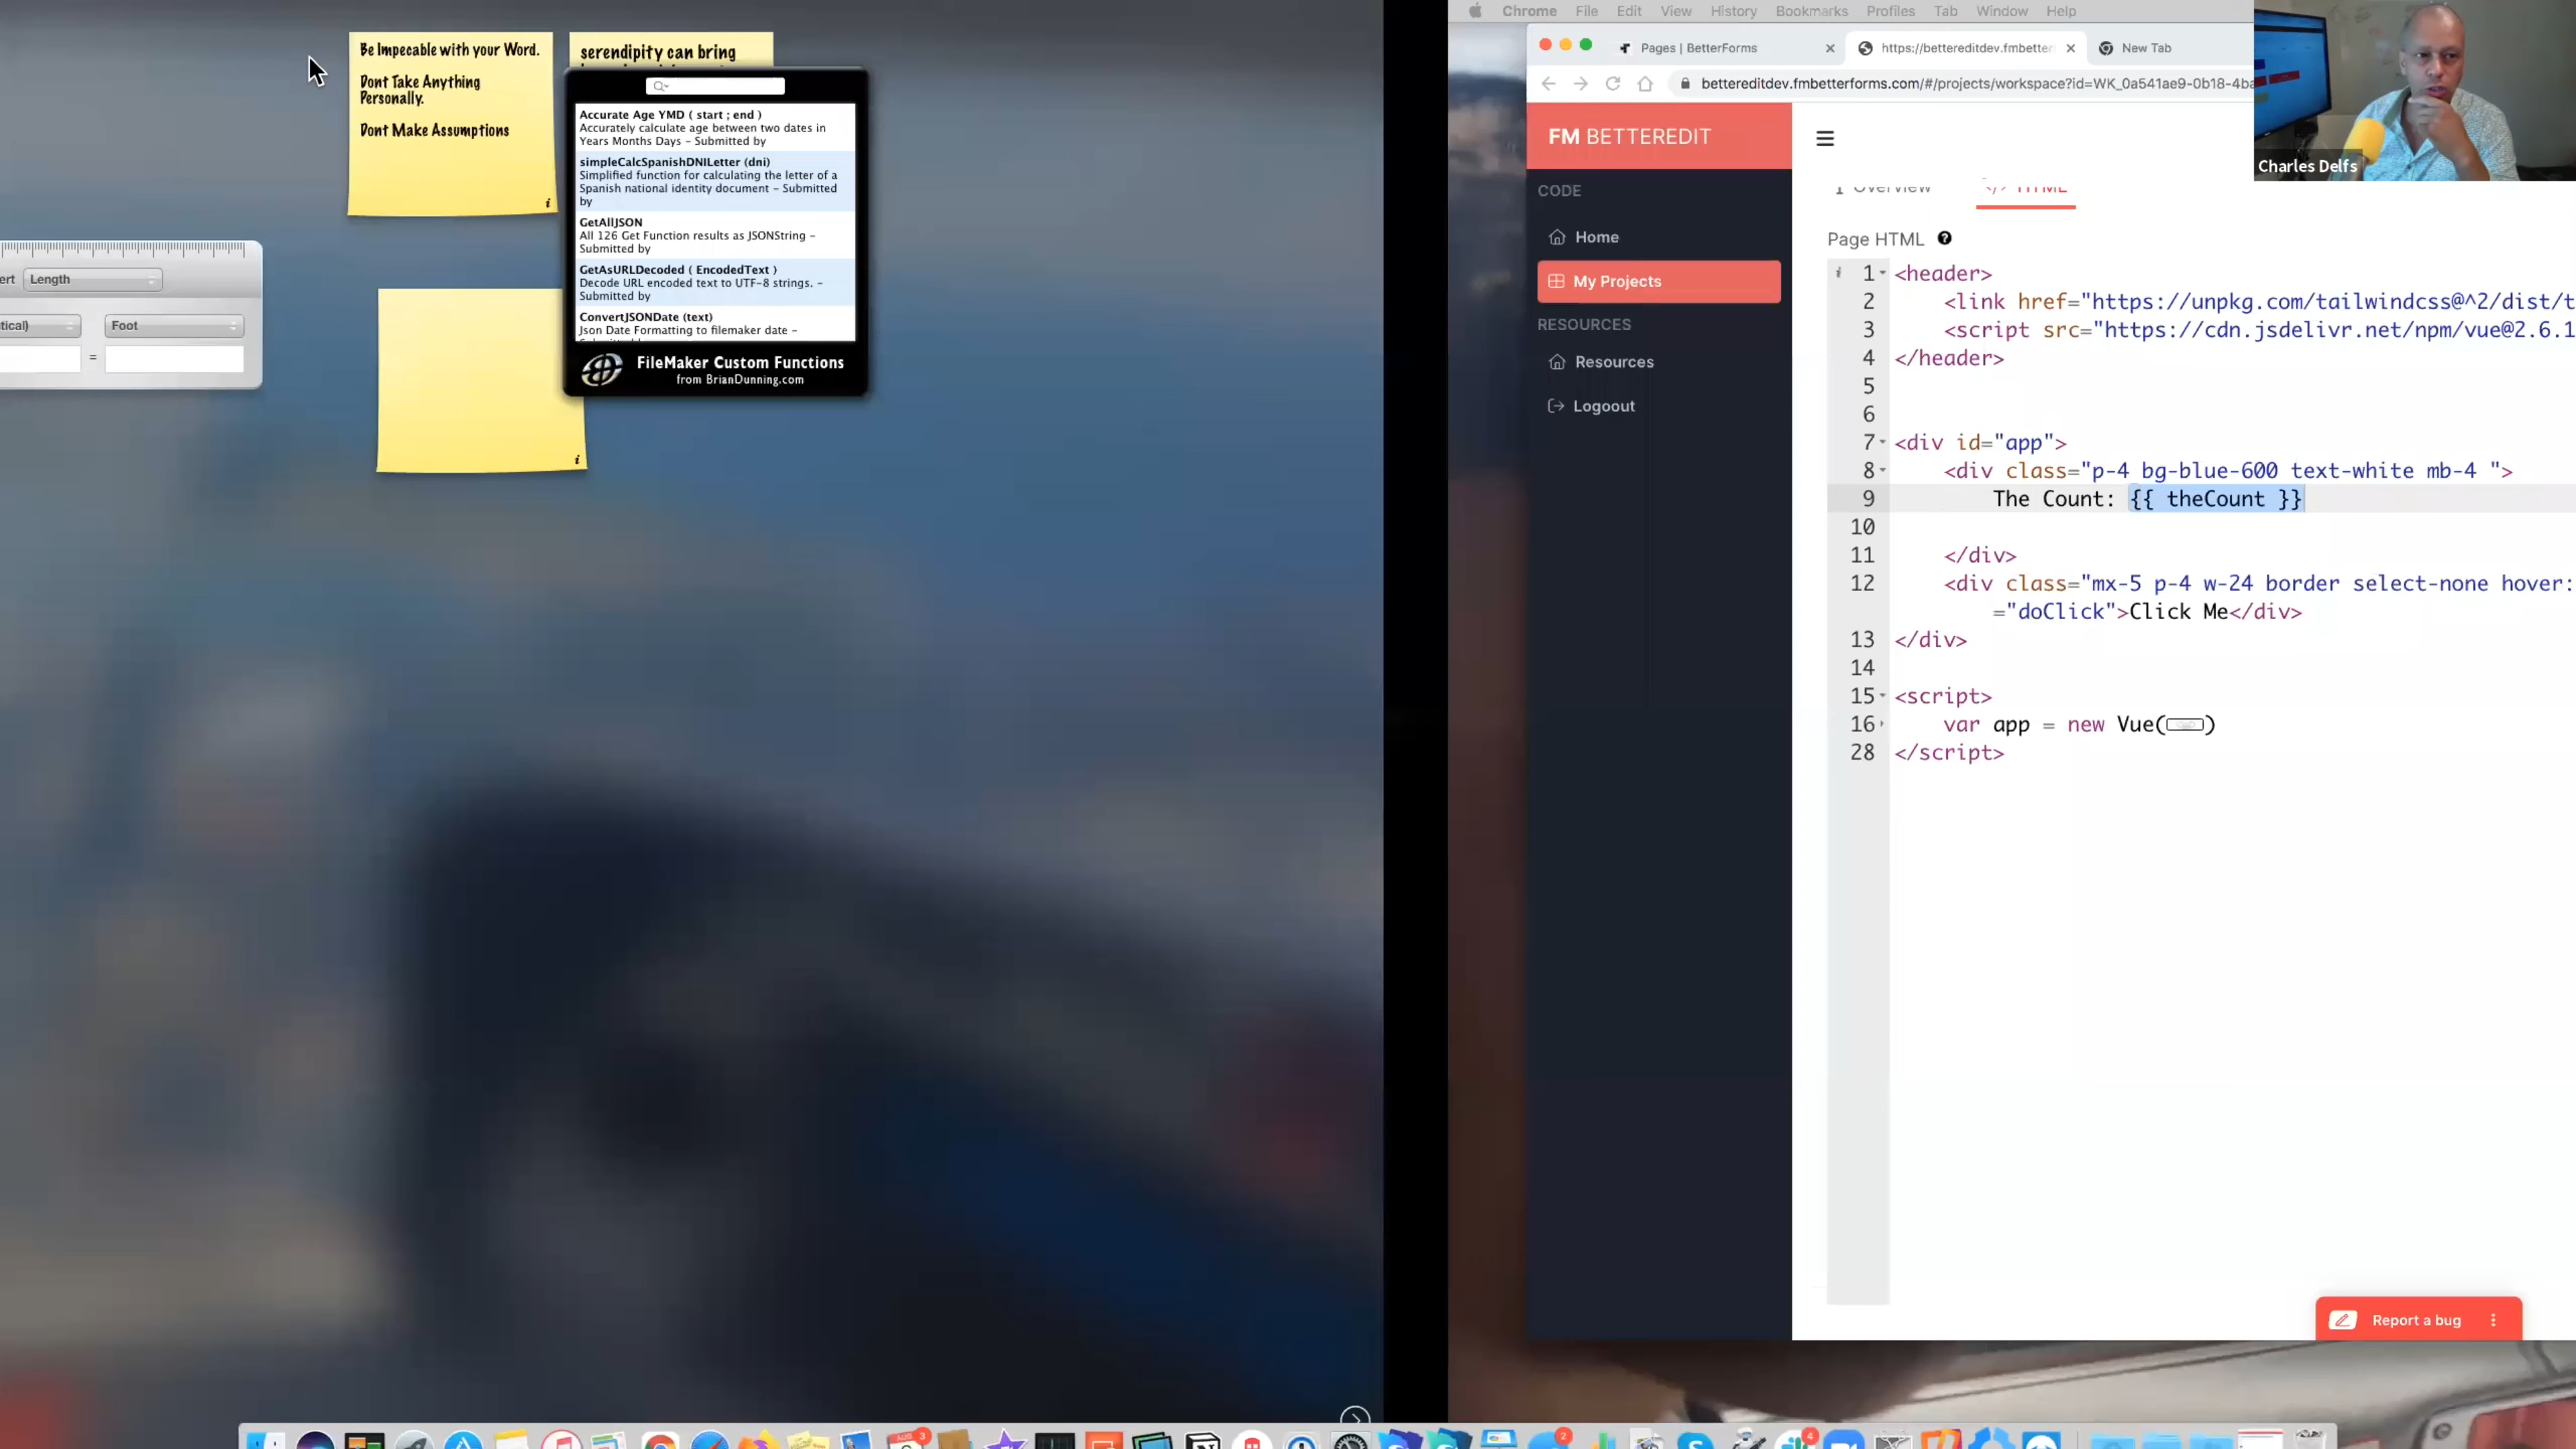 Be Impecable with your Word.
Dont Take Anything
Personally.
Dont Make Assumptions
serendipity can bring
Accurate Age YMD ( start ; end )
Accurately calculate age between two dates in
Years Months Days – Submitted by
simpleCalcSpanishDNILetter (dni)
Simplified function for calculating the letter of a
Spanish national identity document – Submitted
by
GetAllJSON
All 126 Get Function results as JSONString –
Submitted by
GetAsURLDecoded ( EncodedText )
Decode URL encoded text to UTF-8 strings. –
Submitted by
ConvertJSONDate (text)
Json Date Formatting to filemaker date –
FileMaker Custom Functions
from BrianDunning.com
Length
Foot
=
Chrome File Edit View History Bookmarks Profiles Tab Window Help
Pages | BetterForms
https://bettereditdev.fmbetter
New Tab
bettereditdev.fmbetterforms.com/#/projects/workspace?id=WK_0a541ae9-0b18-4ba
Charles Delfs
FM BETTEREDIT
CODE
Home
My Projects
RESOURCES
Resources
Logoout
Overview
</> HTML
Page HTML
1 <header>
2 <link href="https://unpkg.com/tailwindcss@^2/dist/t
3 <script src="https://cdn.jsdelivr.net/npm/vue@2.6.1
4 </header>
5
6
7 <div id="app">
8 <div class="p-4 bg-blue-600 text-white mb-4 ">
9 The Count: {{ theCount }}
10
11 </div>
12 <div class="mx-5 p-4 w-24 border select-none hover:
="doClick">Click Me</div>
13 </div>
14
15 <script>
16 var app = new Vue()
28 </script>
Report a bug
AUG 3
2
4